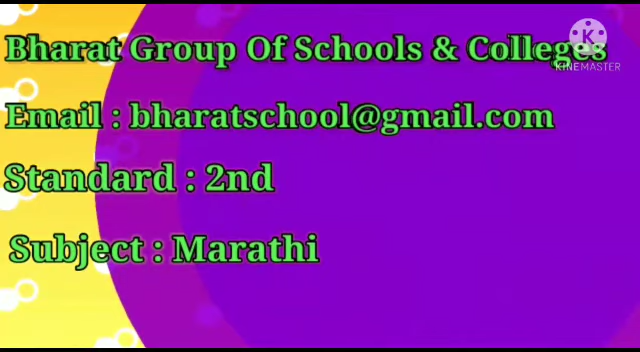 Bharat Group Of Schools & Colleges
KINEMASTER
Email : bharatschool@gmail.com
Standard : 2nd
Subject : Marathi